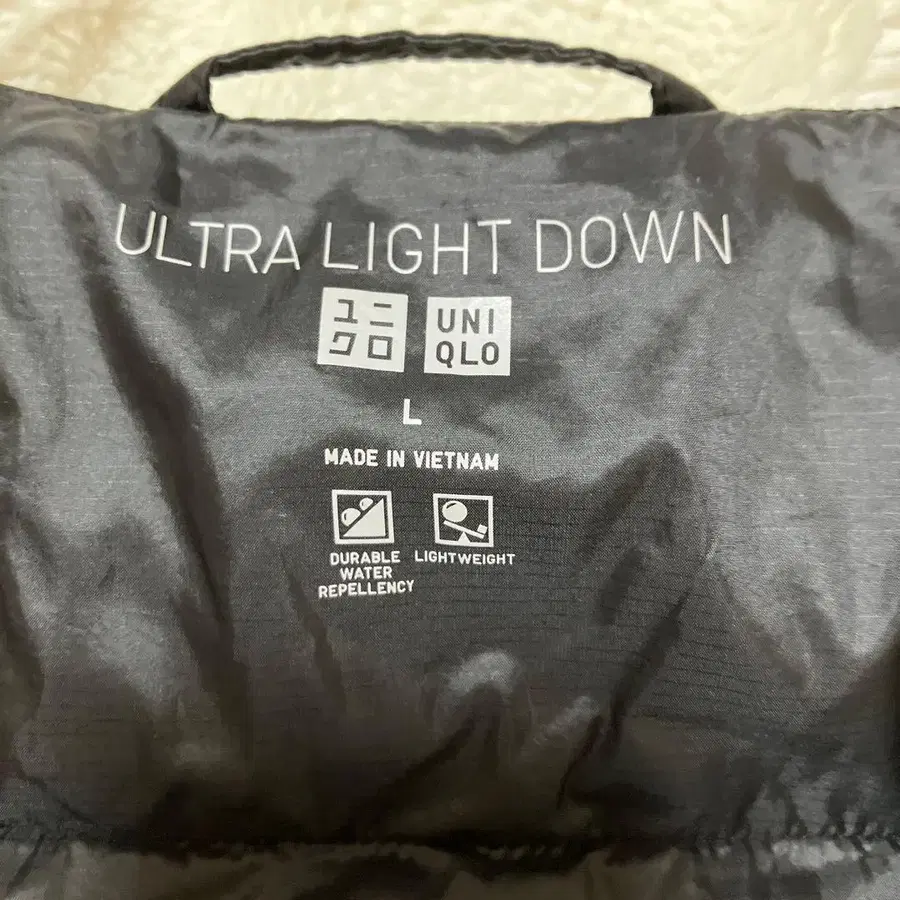 ULTRA LIGHT DOWN
ユニ UNI
クロ QLO
L
MADE IN VIETNAM
DURABLE LIGHTWEIGHT
WATER
REPELLENCY